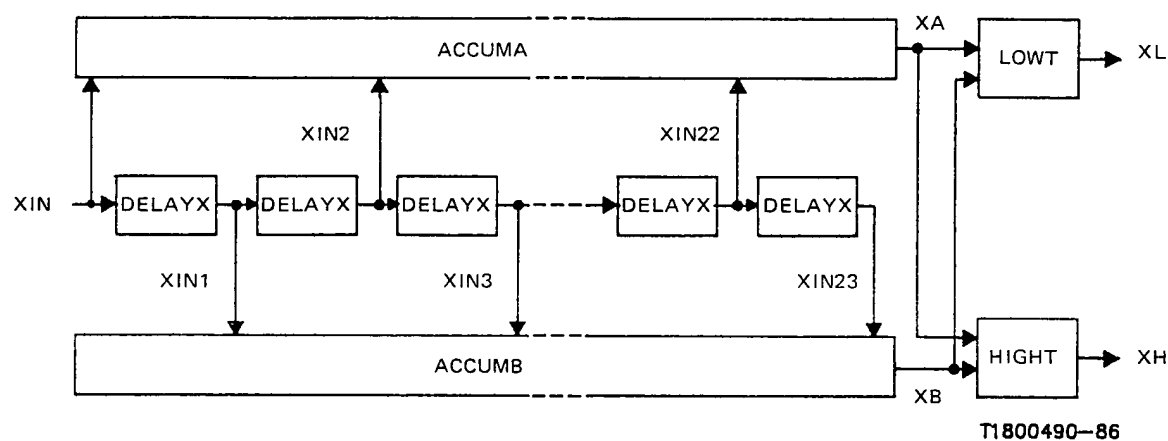 XA
ACCUMA
LOWT
XL
XIN2
XIN22
XIN
DELAYX
DELAYX
DELAYX
DELAYX
DELAYX
XIN1
XIN3
XIN23
ACCUMB
HIGHT
XH
XB
T1800490-86